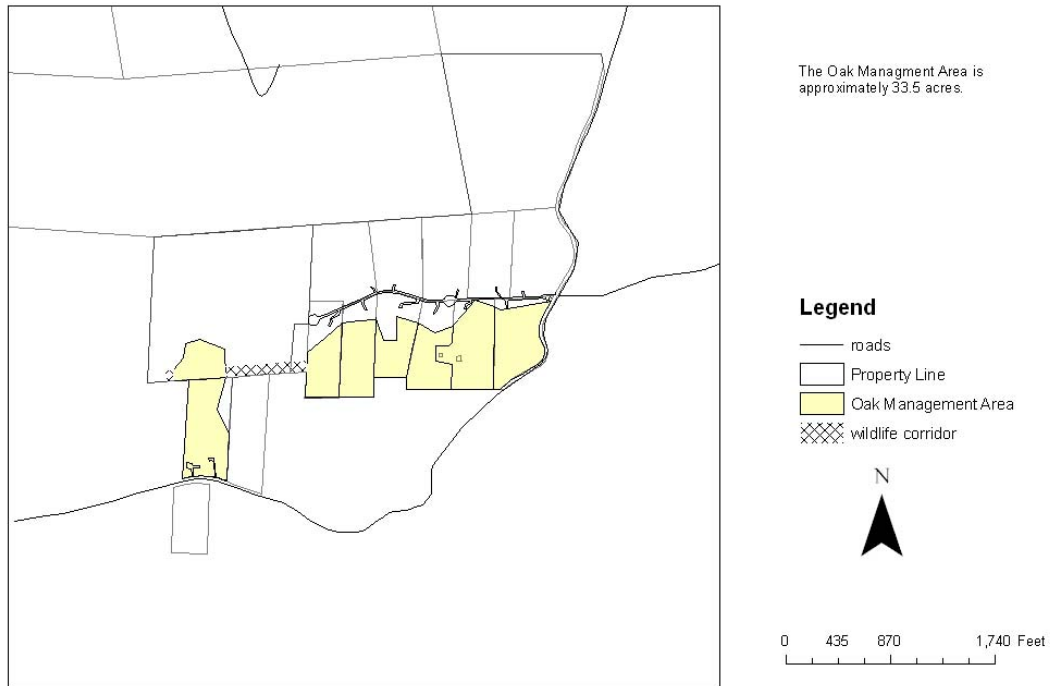 The Oak Managment Area is
approximately 33.5 acres.
Legend
roads
Property Line
Oak Management Area
wildlife corridor
N
0 435 870 1,740 Feet